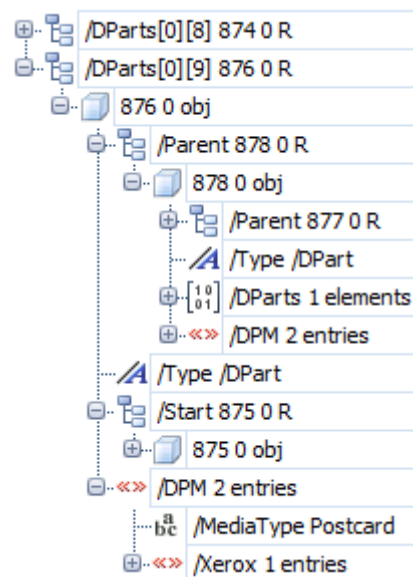 /DParts[0][8] 874 0 R
/DParts[0][9] 876 0 R
876 0 obj
/Parent 878 0 R
878 0 obj
/Parent 877 0 R
/Type /DPart
/DParts 1 elements
/DPM 2 entries
/Type /DPart
/Start 875 0 R
875 0 obj
/DPM 2 entries
/MediaType Postcard
/Xerox 1 entries